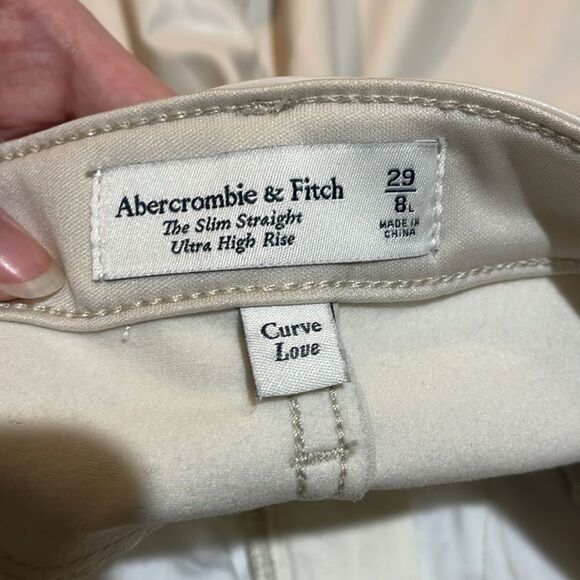 Abercrombie & Fitch
The Slim Straight
Ultra High Rise
29
8L
MADE IN
CHINA
Curve
Love